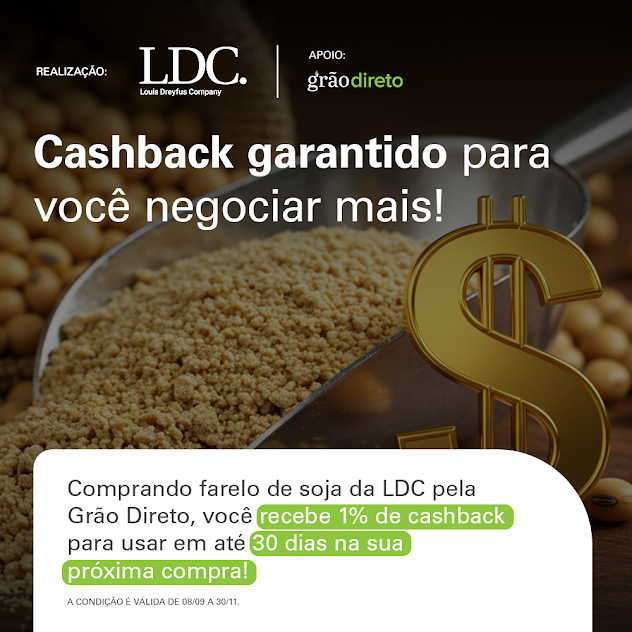 REALIZAÇÃO:
LDC.
Louis Dreyfus Company
APOIO:
grãodireto
Cashback garantido para
você negociar mais!
$
Comprando farelo de soja da LDC pela
Grão Direto, você recebe 1% de cashback
para usar em até 30 dias na sua
próxima compra!
A CONDIÇÃO É VÁLIDA DE 08/09 A 30/11.